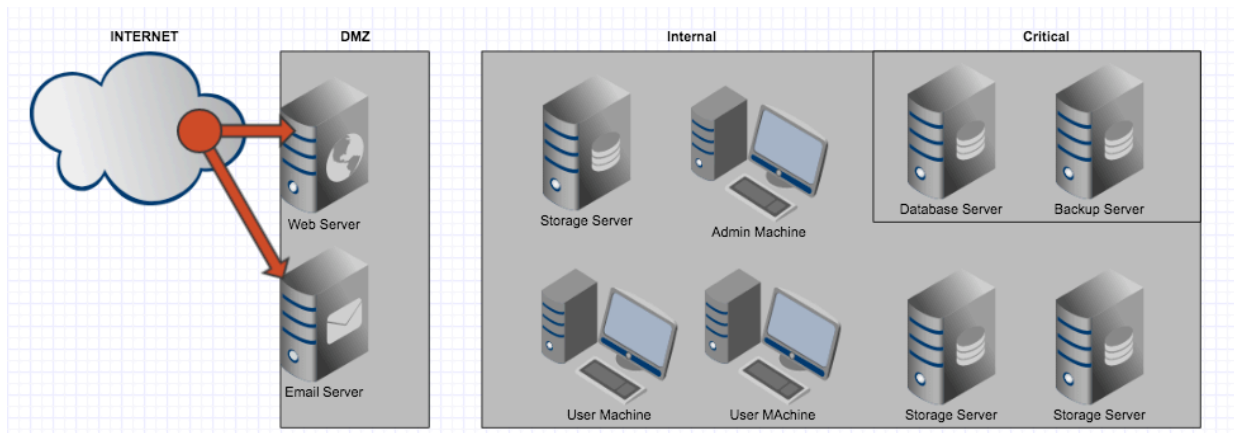 INTERNET
DMZ
Internal
Critical
Web Server
Storage Server
Admin Machine
Database Server
Backup Server
Email Server
User Machine
User MAchine
Storage Server
Storage Server